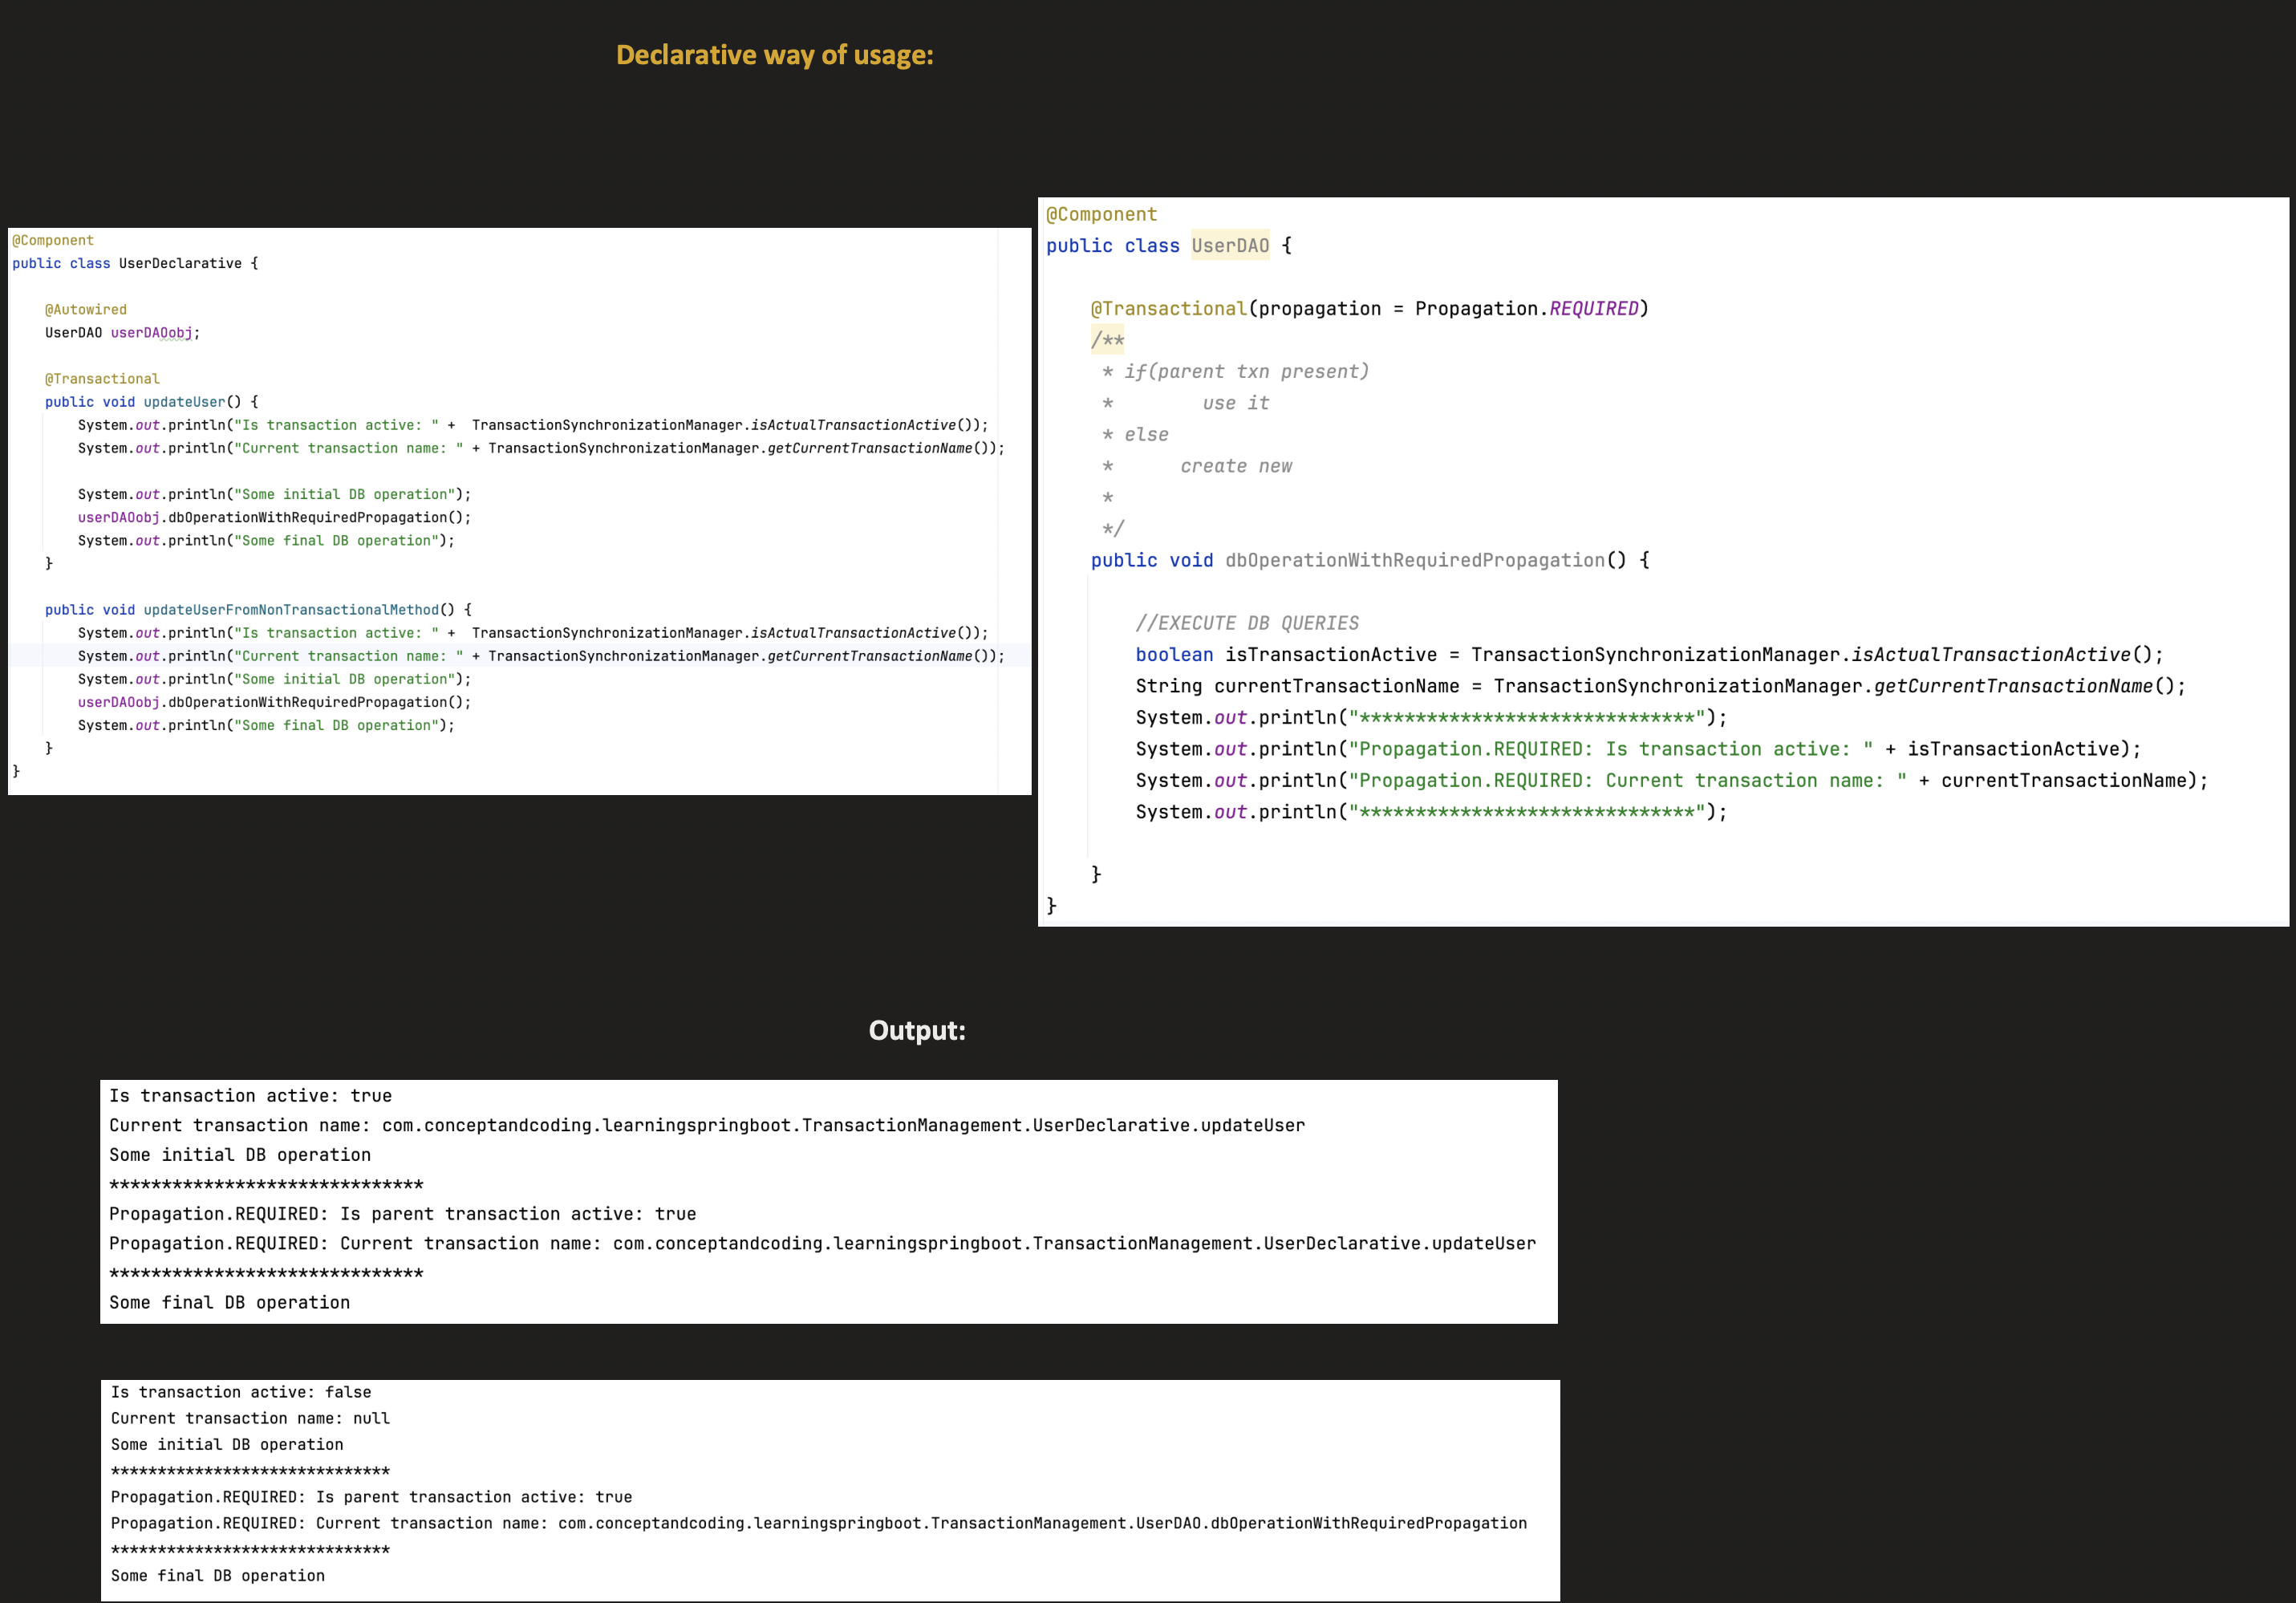 Declarative way of usage:
@Component
public class UserDeclarative {
@Autowired
UserDAO userDAOobj;
@Transactional
public void updateUser() {
System.out.println("Is transaction active: " +  TransactionSynchronizationManager.isActualTransactionActive());
System.out.println("Current transaction name: " + TransactionSynchronizationManager.getCurrentTransactionName());
System.out.println("Some initial DB operation");
userDAOobj.dbOperationWithRequiredPropagation();
System.out.println("Some final DB operation");
}
public void updateUserFromNonTransactionalMethod() {
System.out.println("Is transaction active: " +  TransactionSynchronizationManager.isActualTransactionActive());
System.out.println("Current transaction name: " + TransactionSynchronizationManager.getCurrentTransactionName());
System.out.println("Some initial DB operation");
userDAOobj.dbOperationWithRequiredPropagation();
System.out.println("Some final DB operation");
}
}
@Component
public class UserDAO {
@Transactional(propagation = Propagation.REQUIRED)
/**
* if(parent txn present)
*        use it
* else
*      create new
*
*/
public void dbOperationWithRequiredPropagation() {
//EXECUTE DB QUERIES
boolean isTransactionActive = TransactionSynchronizationManager.isActualTransactionActive();
String currentTransactionName = TransactionSynchronizationManager.getCurrentTransactionName();
System.out.println("******************************");
System.out.println("Propagation.REQUIRED: Is transaction active: " + isTransactionActive);
System.out.println("Propagation.REQUIRED: Current transaction name: " + currentTransactionName);
System.out.println("******************************");
}
}
Output:
Is transaction active: true
Current transaction name: com.conceptandcoding.learningspringboot.TransactionManagement.UserDeclarative.updateUser
Some initial DB operation
******************************
Propagation.REQUIRED: Is parent transaction active: true
Propagation.REQUIRED: Current transaction name: com.conceptandcoding.learningspringboot.TransactionManagement.UserDeclarative.updateUser
******************************
Some final DB operation
Is transaction active: false
Current transaction name: null
Some initial DB operation
******************************
Propagation.REQUIRED: Is parent transaction active: true
Propagation.REQUIRED: Current transaction name: com.conceptandcoding.learningspringboot.TransactionManagement.UserDAO.dbOperationWithRequiredPropagation
******************************
Some final DB operation